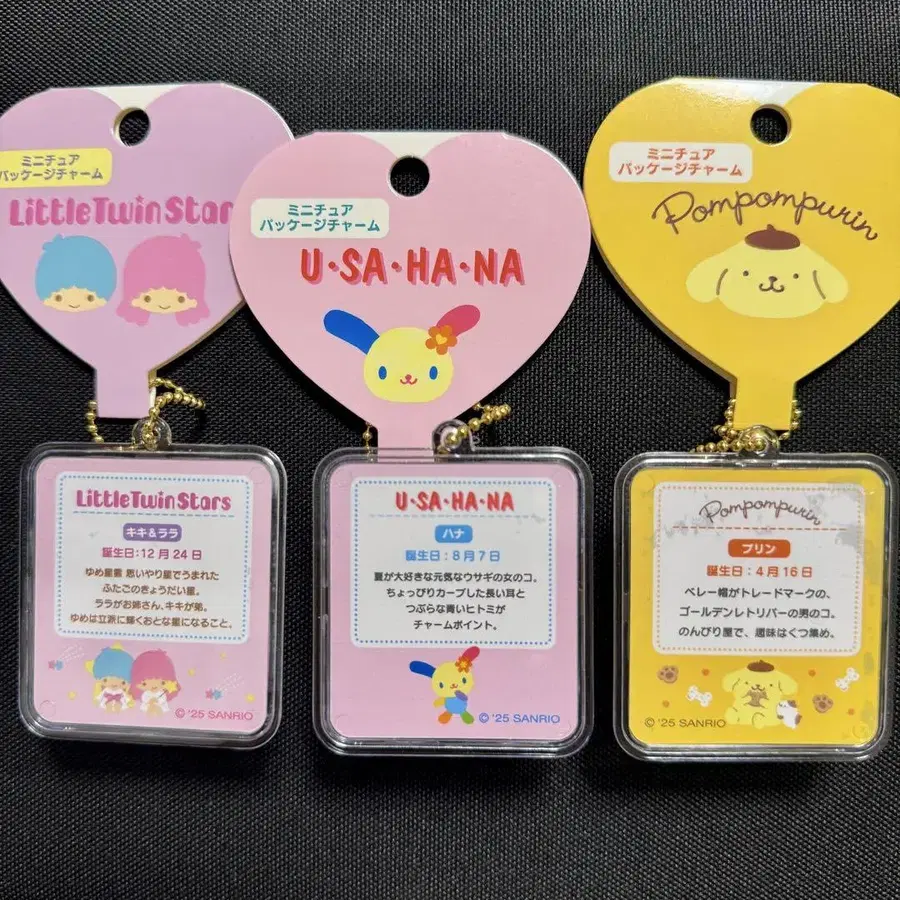 ミニチュア
パッケージチャーム
LittleTwinStars
LittleTwinStars
キキ&ララ
誕生日:12月24日
ゆめ星雲 思いやり星でうまれた
ふたごのきょうだい星。
ララがお姉さん、キキが弟。
ゆめは立派に輝くおとな星になること。
© '25 SANRIO
ミニチュア
パッケージチャーム
U・SA・HA・NA
U・SA・HA・NA
ハナ
誕生日:8月7日
夏が大好きな元気なウサギの女のコ。
ちょっぴりカーブした長い耳と
つぶらな青いヒトミが
チャームポイント。
© '25 SANRIO
ミニチュア
パッケージチャーム
Pompompurin
Pompompurin
プリン
誕生日:4月16日
ベレー帽がトレードマークの、
ゴールデンレトリバーの男のコ。
のんびり屋で、趣味はくつ集め。
© '25 SANRIO